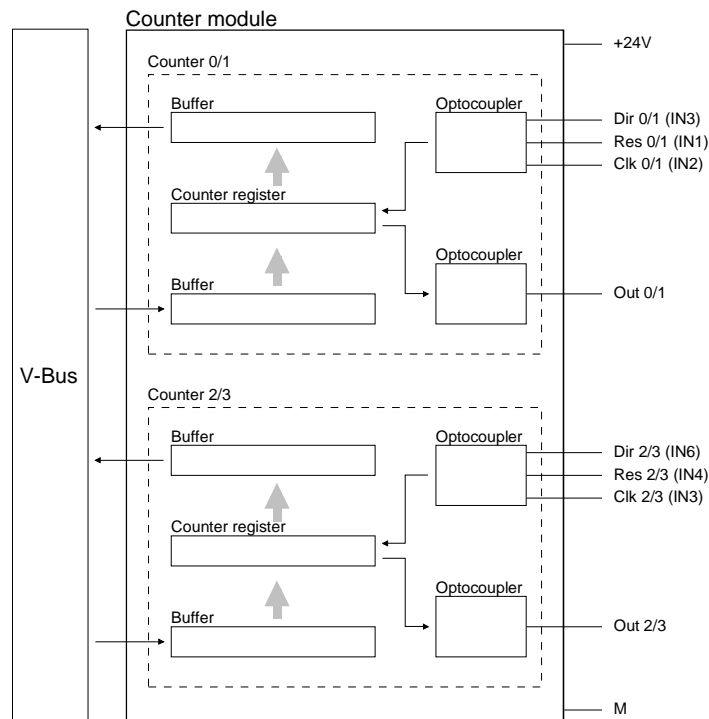 Counter module
+24V
Counter 0/1
Buffer
Optocoupler
Dir 0/1 (IN3)
Res 0/1 (IN1)
Clk 0/1 (IN2)
Counter register
Optocoupler
Buffer
Out 0/1
V-Bus
Counter 2/3
Buffer
Optocoupler
Dir 2/3 (IN6)
Res 2/3 (IN4)
Clk 2/3 (IN3)
Counter register
Optocoupler
Buffer
Out 2/3
M